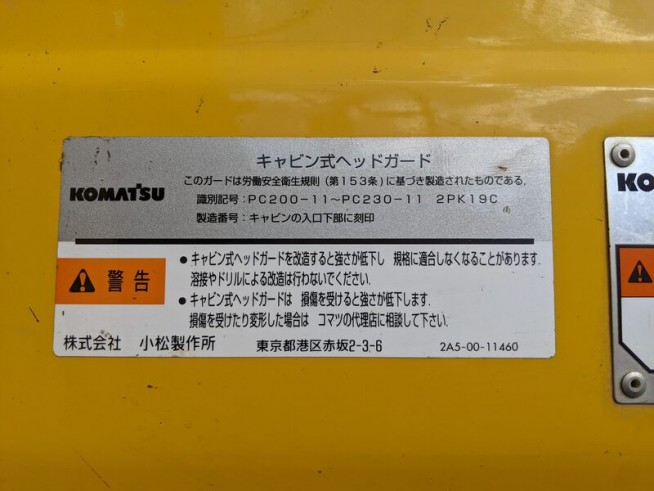 キャビン式ヘッドガード
KOMATSU
このガードは労働安全衛生規則(第153条)に基づき製造されたものである。
識別記号:PC200-11~PC230-11 2PK19C
製造番号:キャビンの入口下部に刻印
警告
●キャビン式ヘッドガードを改造すると強さが低下し 規格に適合しなくなることがあります。
溶接やドリルによる改造は行わないでください。
●キャビン式ヘッドガードは 損傷を受けると強さが低下します。
損傷を受けたり変形した場合は コマツの代理店に相談して下さい。
株式会社 小松製作所 東京都港区赤坂2-3-6 2A5-00-11460
KO